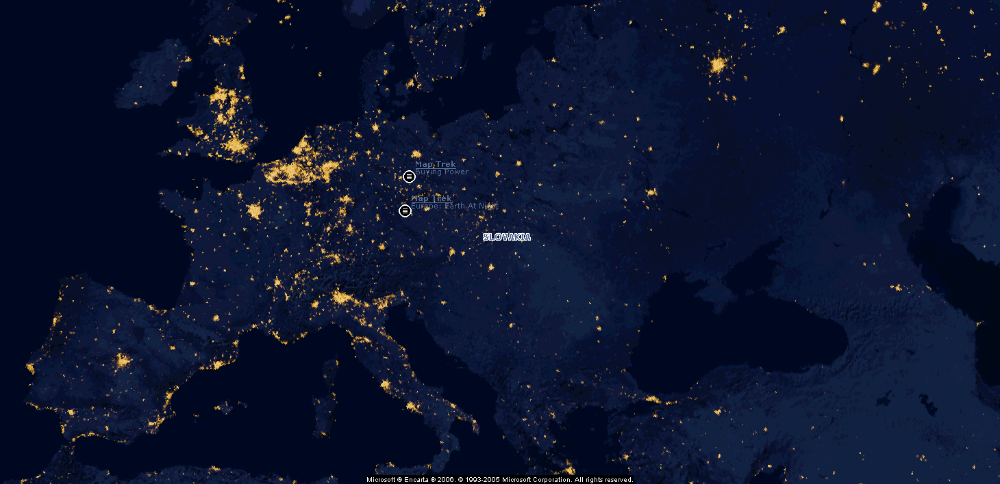 Map Trek
Buying Power
Map Trek
Europe: Earth At Night
SLOVAKIA
Microsoft ® Encarta ® 2006. © 1993-2005 Microsoft Corporation. All rights reserved.